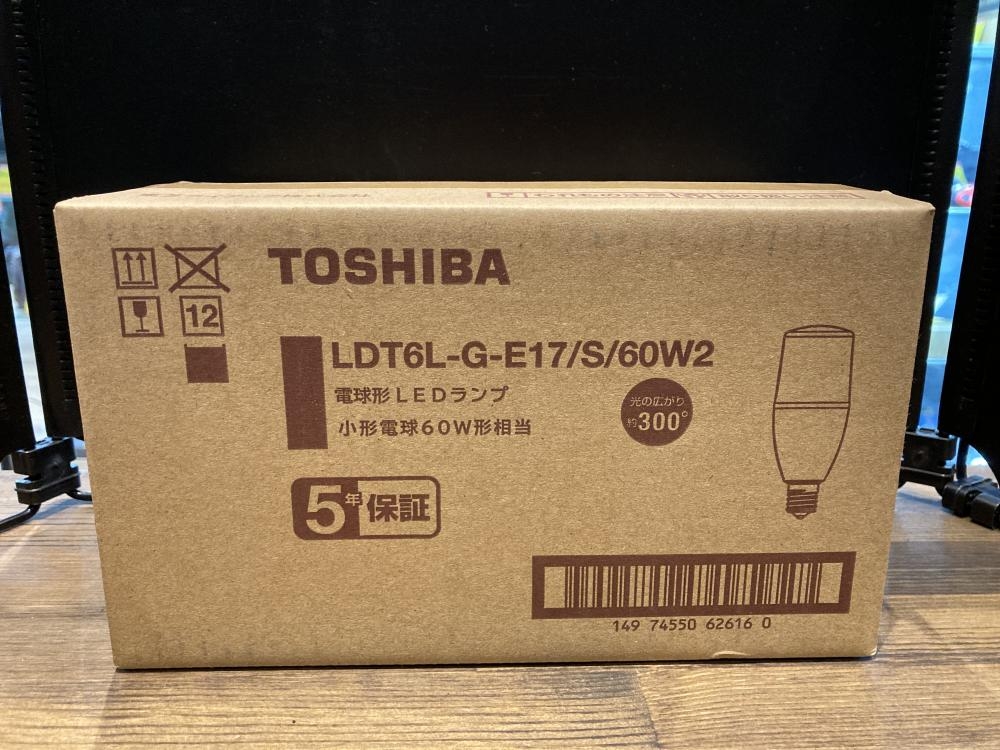 TOSHIBA
12
LDT6L-G-E17/S/60W2
電球形LEDランプ
小形電球60W形相当
光の広がり
約300°
5年保証
149 74550 62616 0